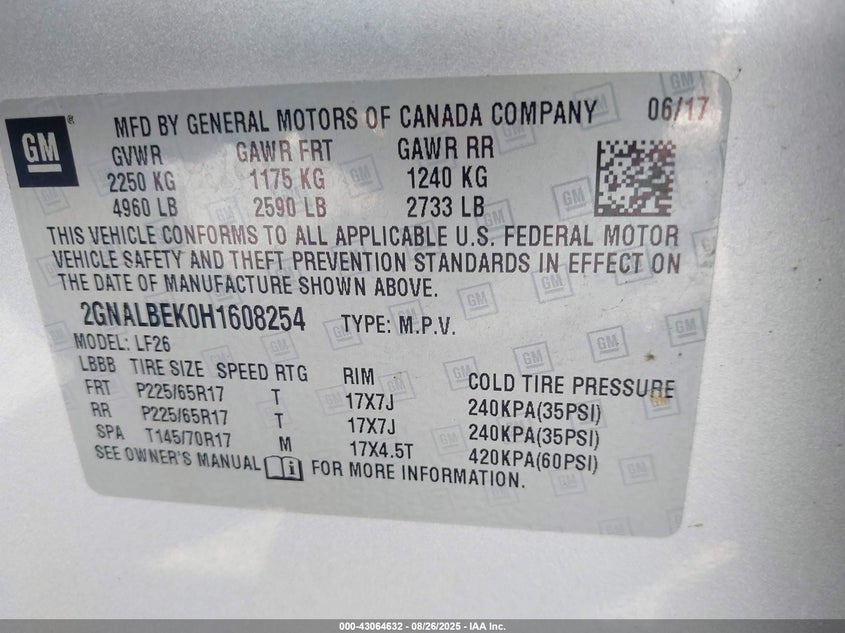 GM ®
MFD BY GENERAL MOTORS OF CANADA COMPANY 06/17
GVWR GAWR FRT GAWR RR
2250 KG 1175 KG 1240 KG
4960 LB 2590 LB 2733 LB
THIS VEHICLE CONFORMS TO ALL APPLICABLE U.S. FEDERAL MOTOR
VEHICLE SAFETY AND THEFT PREVENTION STANDARDS IN EFFECT ON
THE DATE OF MANUFACTURE SHOWN ABOVE.
2GNALBEK0H1608254 TYPE: M.P.V.
MODEL: LF26
LBBB TIRE SIZE SPEED RTG RIM COLD TIRE PRESSURE
FRT P225/65R17 T 17X7J 240KPA(35PSI)
RR P225/65R17 T 17X7J 240KPA(35PSI)
SPA T145/70R17 M 17X4.5T 420KPA(60PSI)
SEE OWNER'S MANUAL i FOR MORE INFORMATION.
000-43064632 - 08/26/2025 - IAA Inc.